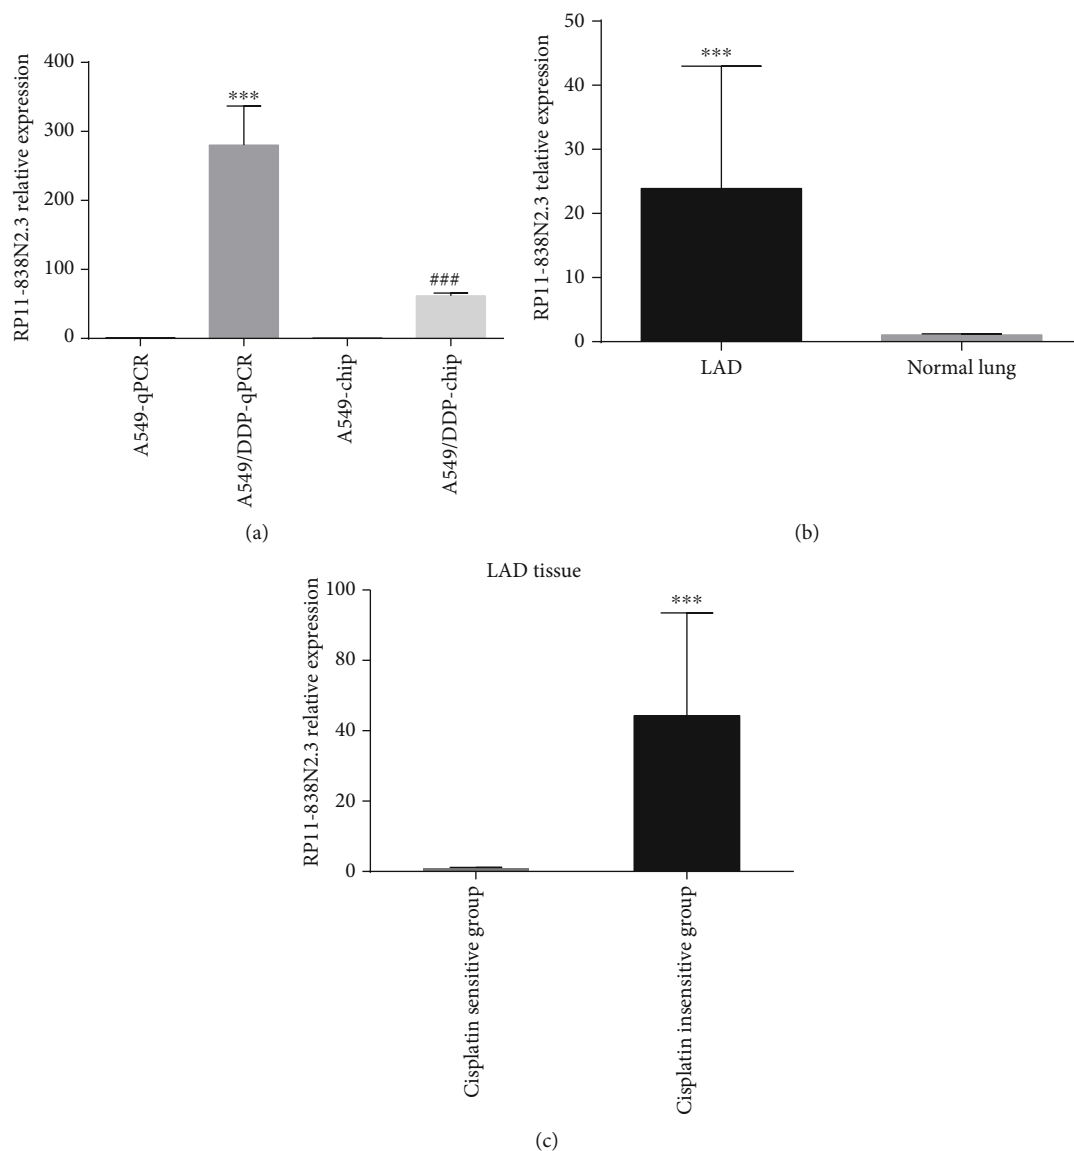 RP11-838N2.3 relative expression
400
300
200
100
0
***
###
A549-qPCR
A549/DDP-qPCR
A549-chip
A549/DDP-chip
(a)
RP11-838N2.3 telative expression
50
40
30
20
10
0
***
LAD
Normal lung
(b)
LAD tissue
RP11-838N2.3 relative expression
100
80
40
20
0
***
Cisplatin sensitive group
Cisplatin insensitive group
(c)